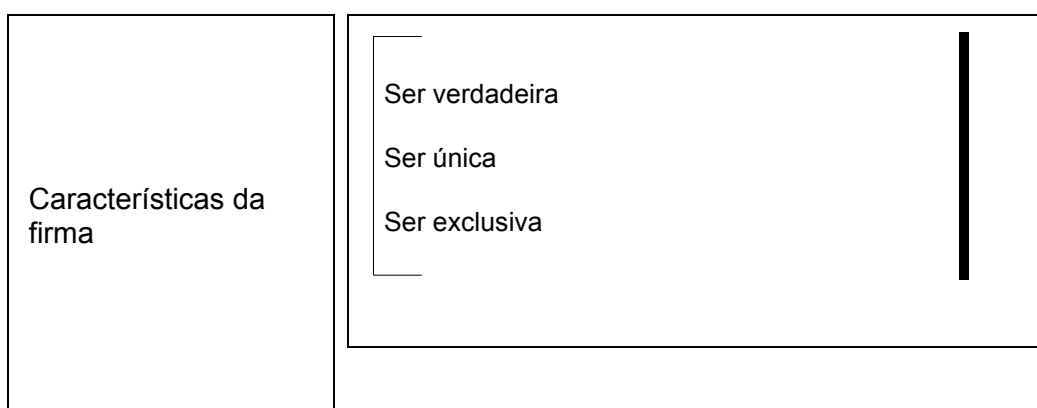 Características da
firma
Ser verdadeira
Ser única
Ser exclusiva